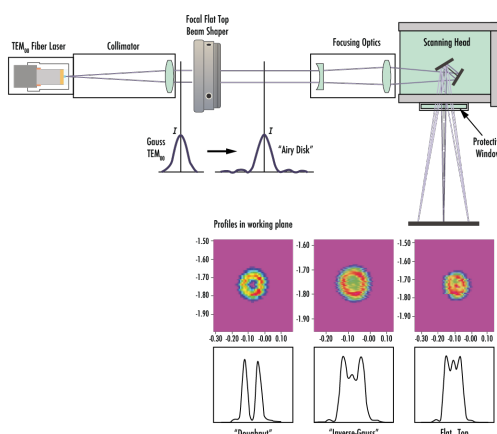 Focal Flat Top
Beam Shaper
TEM₀₀ Fiber Laser
Collimator
Focusing Optics
Scanning Head
I
I
Gauss
TEM₀₀
"Airy Disk"
Window
Profiles in working plane
-1.50
-1.60
-1.70
-1.80
-1.90
-1.60
-1.70
-1.80
-1.90
-1.50
-1.60
-1.70
-1.80
-1.90
-0.30 -0.20 -0.10 -0.00 0.10
-0.20 -0.10 -0.00 0.10
-0.30 -0.20 -0.10 -0.00 0.10
"Doughnut"
"Inverse-Gauss"
Flat Top